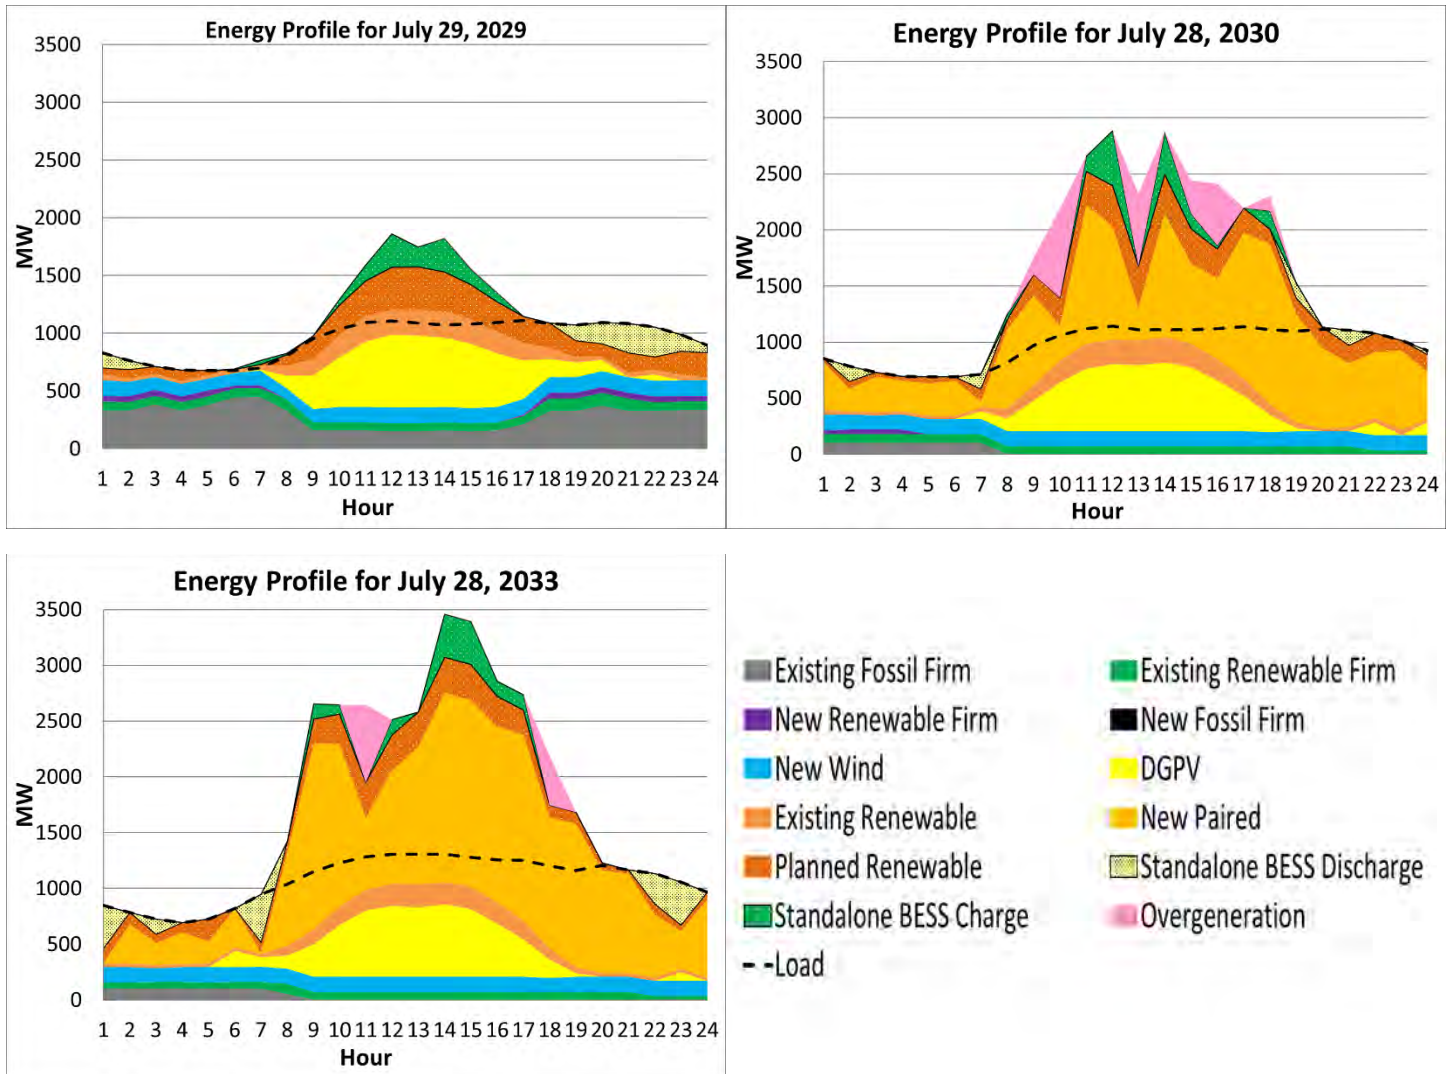 Energy Profile for July 29, 2029
3500
3000
2500
2000
1500
1000
500
0
MW
1 2 3 4 5 6 7 8 9 10 11 12 13 14 15 16 17 18 19 20 21 22 23 24
Hour
Energy Profile for July 28, 2030
3500
3000
2500
2000
1500
1000
500
0
MW
1 2 3 4 5 6 7 8 9 10 11 12 13 14 15 16 17 18 19 20 21 22 23 24
Hour
Energy Profile for July 28, 2033
3500
3000
2500
2000
1500
1000
500
0
MW
1 2 3 4 5 6 7 8 9 10 11 12 13 14 15 16 17 18 19 20 21 22 23 24
Hour
Existing Fossil Firm
Existing Renewable Firm
New Renewable Firm
New Fossil Firm
New Wind
DGPV
Existing Renewable
New Paired
Planned Renewable
Standalone BESS Discharge
Standalone BESS Charge
Overgeneration
Load